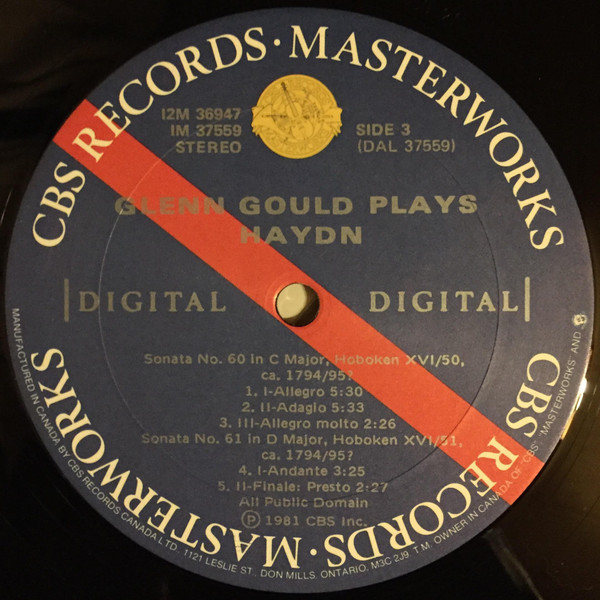 CBS RECORDS · MASTERWORKS
CBS RECORDS · MASTERWORKS
I2M 36947
IM 37559
STEREO
SIDE 3
(DAL 37559)
GLENN GOULD PLAYS
HAYDN
|DIGITAL DIGITAL|
Sonata No. 60 in C Major, Hoboken XVI/50,
ca. 1794/95?
1. I-Allegro 5:30
2. II-Adagio 5:33
3. III-Allegro molto 2:26
Sonata No. 61 in D Major, Hoboken XVI/51,
ca. 1794/95?
4. I-Andante 3:25
5. II-Finale: Presto 2:27
All Public Domain
Ⓟ 1981 CBS Inc.
MANUFACTURED IN CANADA BY CBS RECORDS CANADA LTD., 1121 LESLIE ST., DON MILLS, ONTARIO, M3C 2J9 T.M. OWNER IN CANADA OF "CBS", "MASTERWORKS" AND